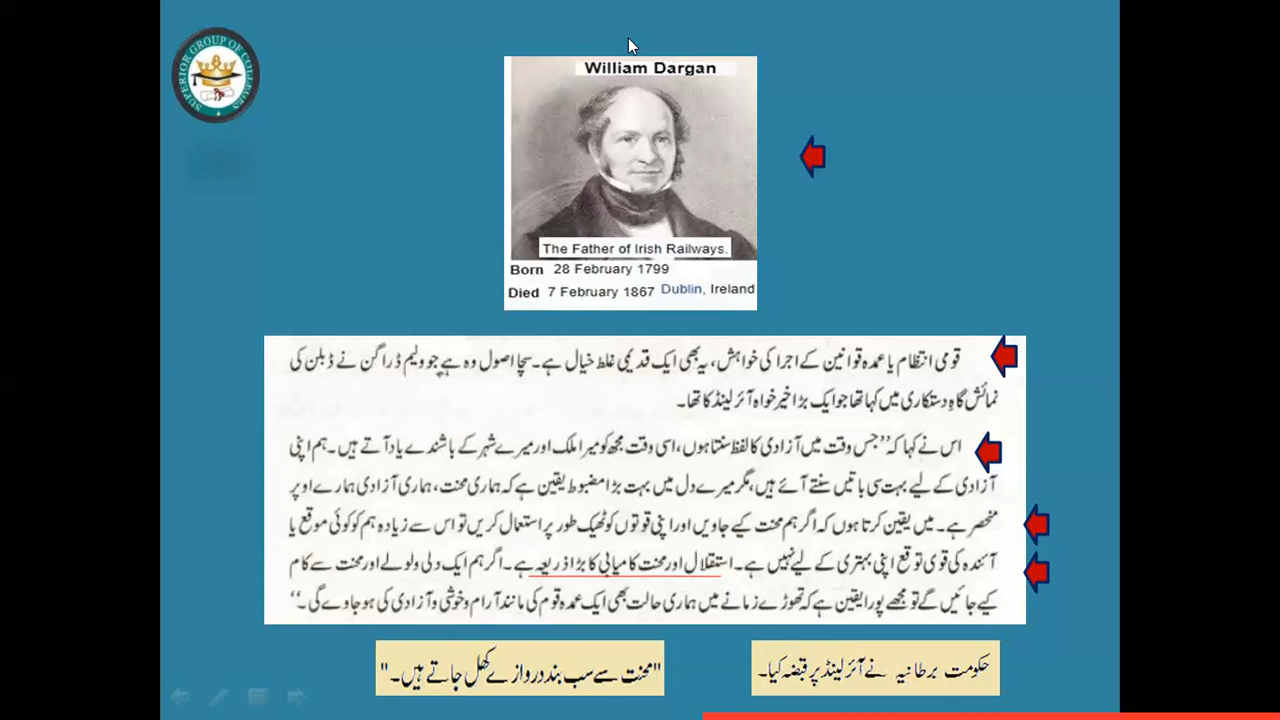 SUPERIOR GROUP OF COLLEGES
William Dargan
The Father of Irish Railways.
Born 28 February 1799
Died 7 February 1867 Dublin, Ireland
قومی انتظام یا عمدہ قوانین کے اجرا کی خواہش، یہ بھی ایک قدیمی غلط خیال ہے۔ سچا اصول وہ ہے جو ولیم ڈراگن نے ڈبلن کی
نمائش گاہِ دستکاری میں کہا تھا جو ایک بڑا خیر خواہ آئرلینڈ کا تھا۔
اس نے کہا کہ ”جس وقت میں آزادی کا لفظ سنتا ہوں، اسی وقت مجھ کو میرا ملک اور میرے شہر کے باشندے یاد آتے ہیں۔ ہم اپنی
آزادی کے لیے بہت سی باتیں سنتے آئے ہیں، مگر میرے دل میں بہت بڑا مضبوط یقین ہے کہ ہماری محنت، ہماری آزادی ہمارے اوپر
منحصر ہے۔ میں یقین کرتا ہوں کہ اگر ہم محنت کیے جاویں اور اپنی قوتوں کو ٹھیک طور پر استعمال کریں تو اس سے زیادہ ہم کو کوئی موقع یا
آئندہ کی قوی توقع اپنی بہتری کے لیے نہیں ہے۔ استقلال اور محنت کامیابی کا بڑا ذریعہ ہے۔ اگر ہم ایک دلی ولولے اور محنت سے کام
کیے جائیں گے تو مجھے پورا یقین ہے کہ تھوڑے زمانے میں ہماری حالت بھی ایک عمدہ قوم کی مانند آرام و خوشی و آزادی کی ہو جاوے گی۔“
حکومت برطانیہ نے آئرلینڈ پر قبضہ کیا۔
"محنت سے سب بند دروازے کھل جاتے ہیں۔"